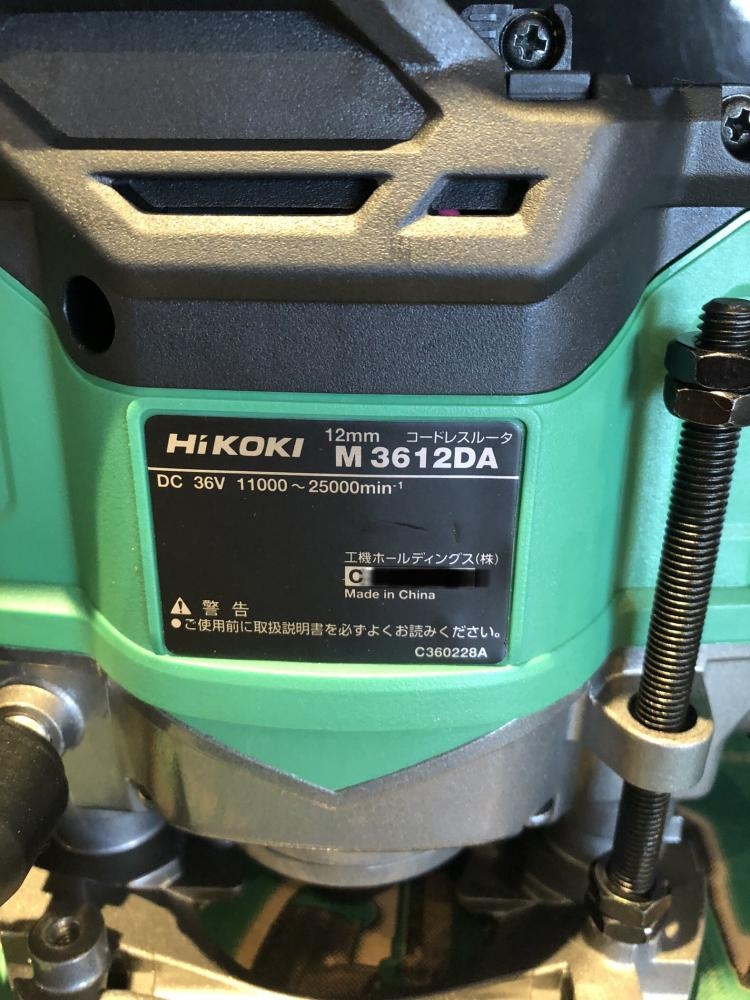 HiKOKI 12mm コードレスルータ
M 3612DA
DC 36V 11000～25000min⁻¹
工機ホールディングス(株)
C
Made in China
警告
●ご使用前に取扱説明書を必ずよくお読みください。
C360228A